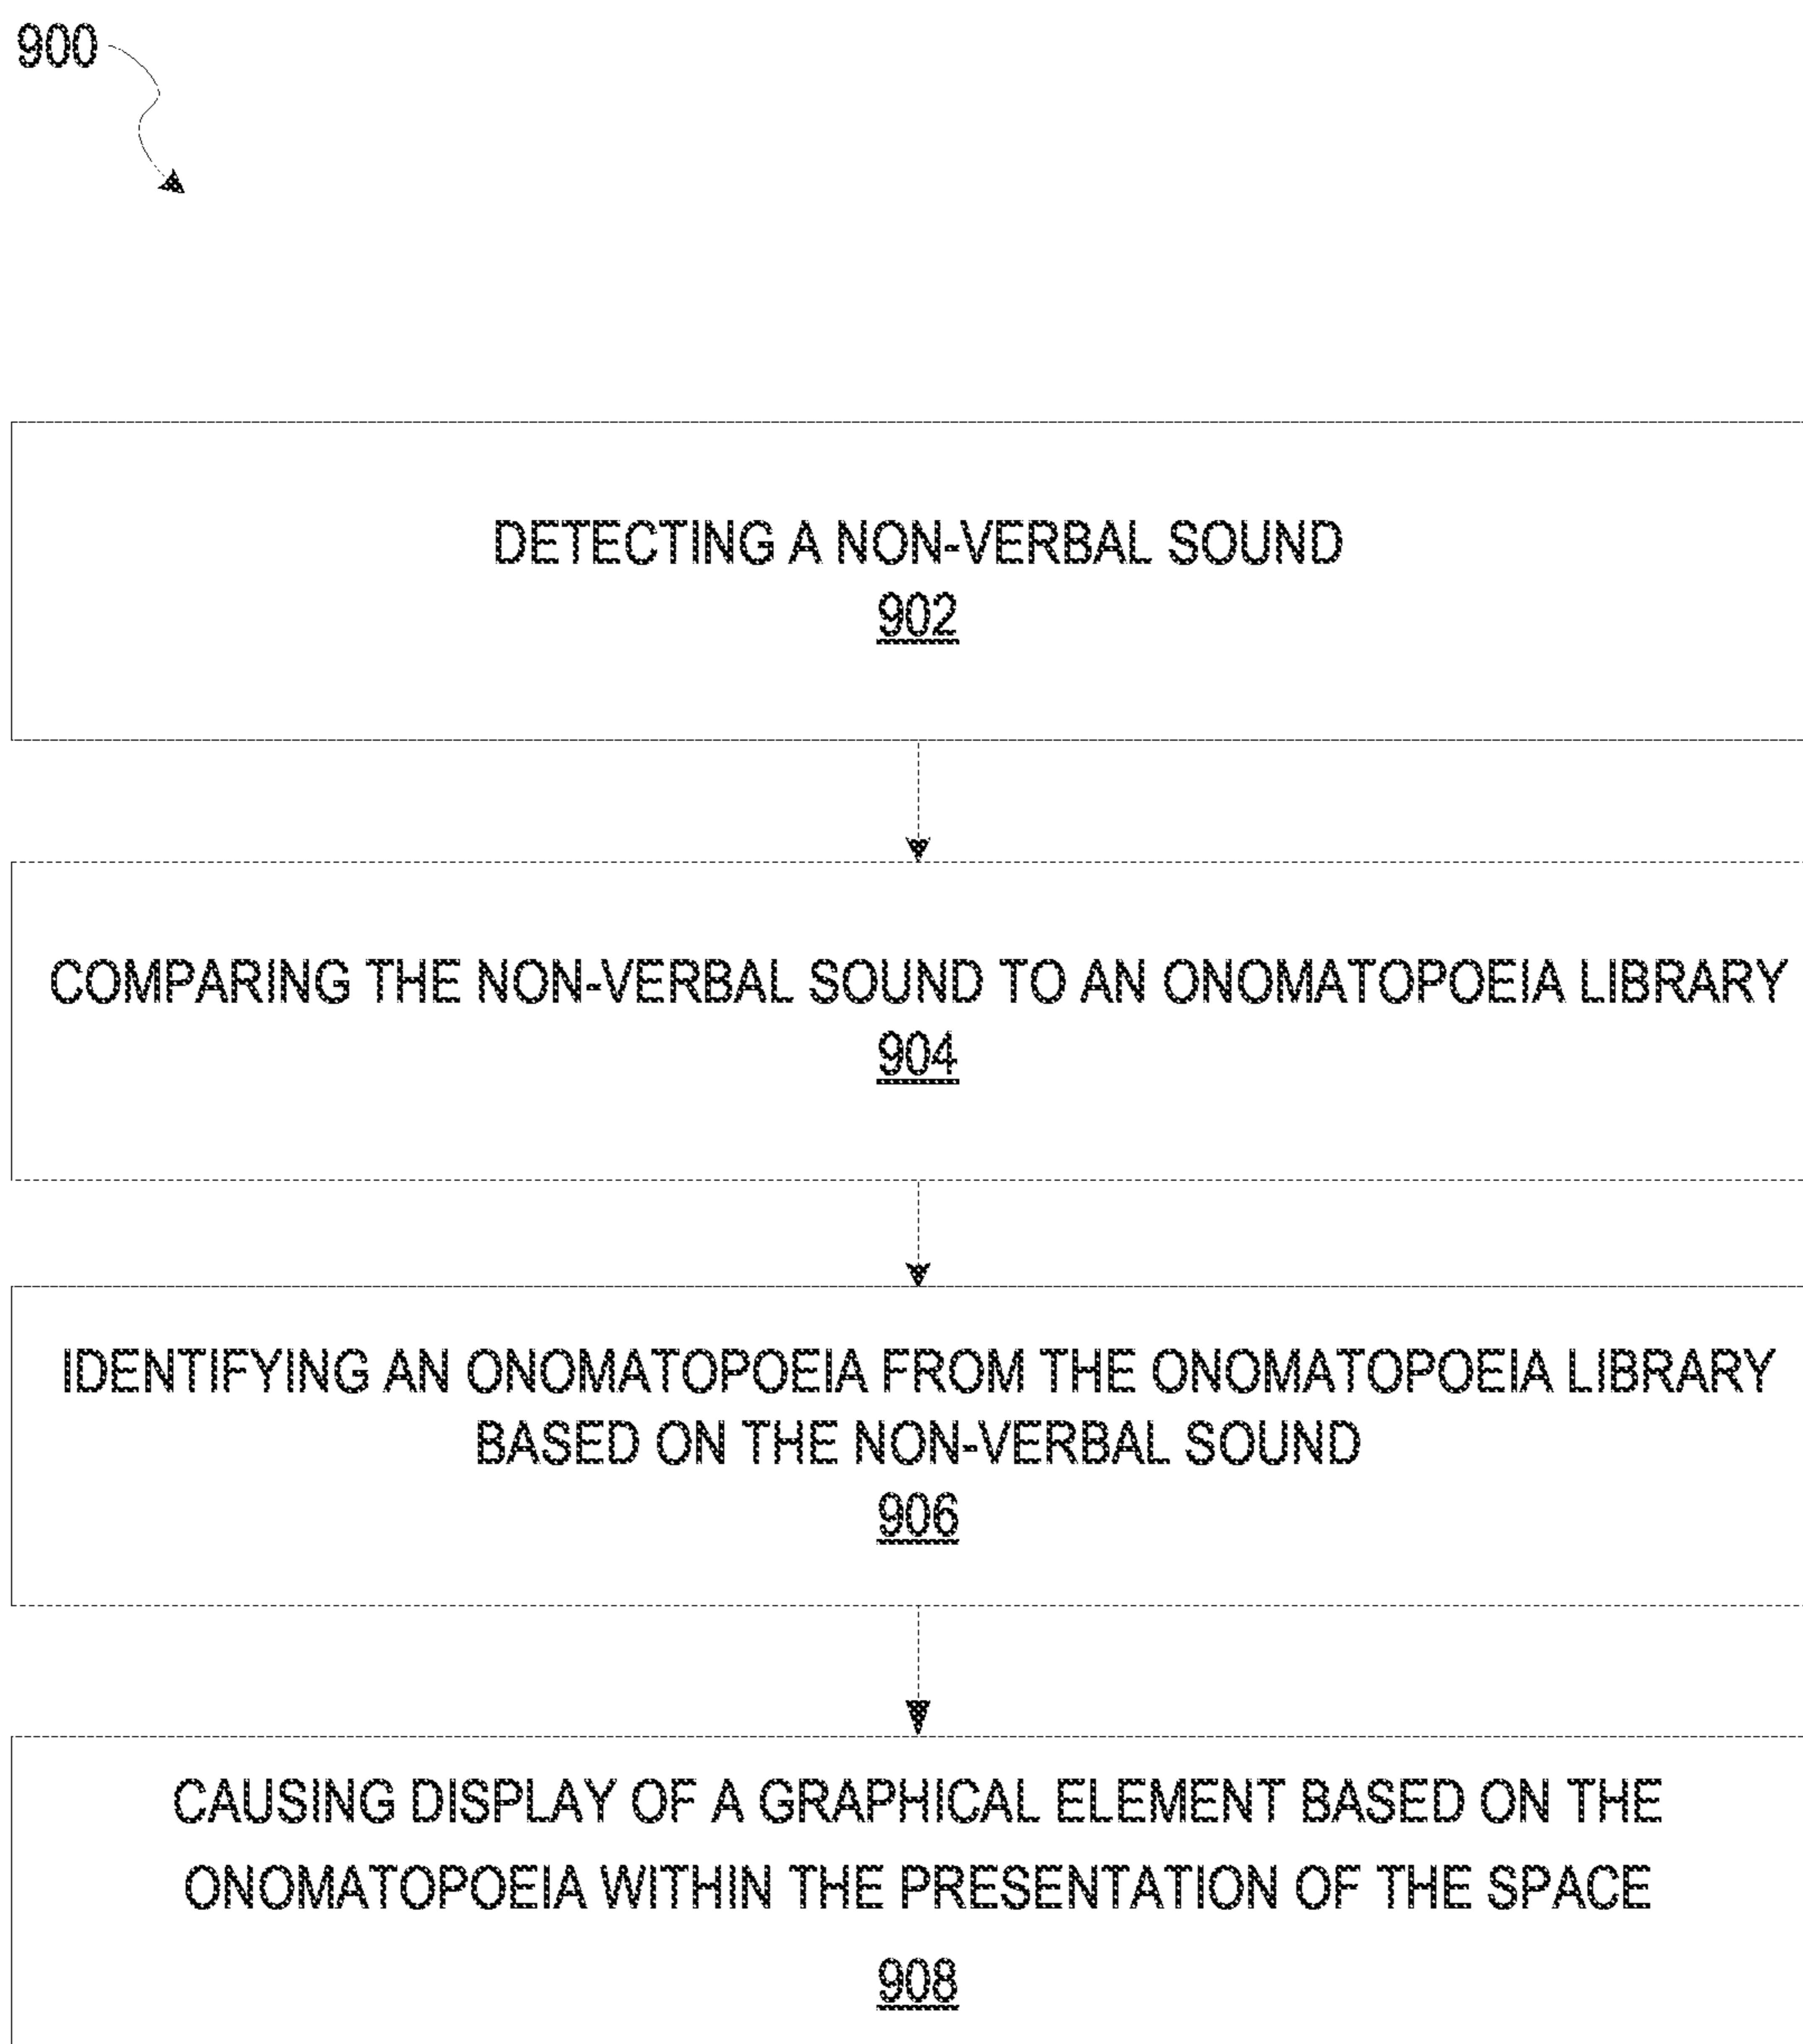 900
DETECTING A NON-VERBAL SOUND
902
COMPARING THE NON-VERBAL SOUND TO AN ONOMATOPOEIA LIBRARY
904
IDENTIFYING AN ONOMATOPOEIA FROM THE ONOMATOPOEIA LIBRARY
BASED ON THE NON-VERBAL SOUND
906
CAUSING DISPLAY OF A GRAPHICAL ELEMENT BASED ON THE
ONOMATOPOEIA WITHIN THE PRESENTATION OF THE SPACE
908